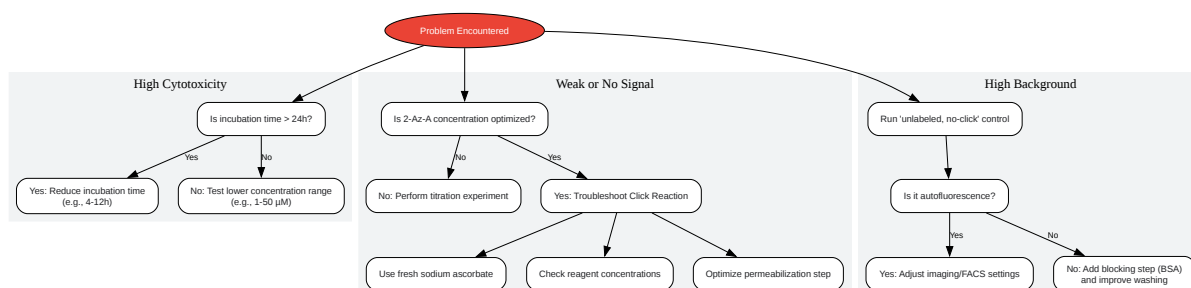 Problem Encountered
High Cytotoxicity
Is incubation time > 24h?
Yes
No
Yes: Reduce incubation time
(e.g., 4-12h)
No: Test lower concentration range
(e.g., 1-50 µM)
Weak or No Signal
Is 2-Az-A concentration optimized?
No
Yes
No: Perform titration experiment
Yes: Troubleshoot Click Reaction
Use fresh sodium ascorbate
Check reagent concentrations
Optimize permeabilization step
High Background
Run 'unlabeled, no-click' control
Is it autofluorescence?
Yes
No
Yes: Adjust imaging/FACS settings
No: Add blocking step (BSA)
and improve washing